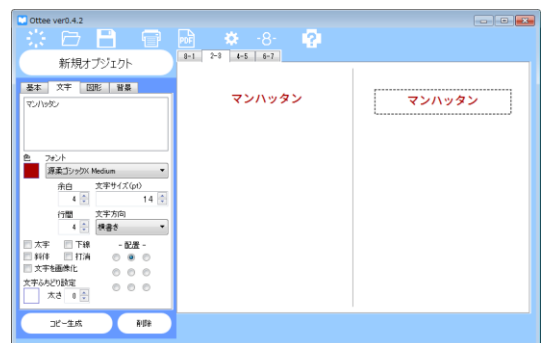 Ottee ver0.4.2
PDF
-8-
新規オブジェクト
8-1 2-3 4-5 6-7
基本 文字 図形 背景
マンハッタン
色 フォント
源柔ゴシックX Medium
余白 文字サイズ(pt)
4 14
行間 文字方向
4 横書き
太字 下線 - 配置 -
斜体 打消
文字を画像化
文字ふちどり設定
太さ 0
コピー生成 削除
マンハッタン
マンハッタン